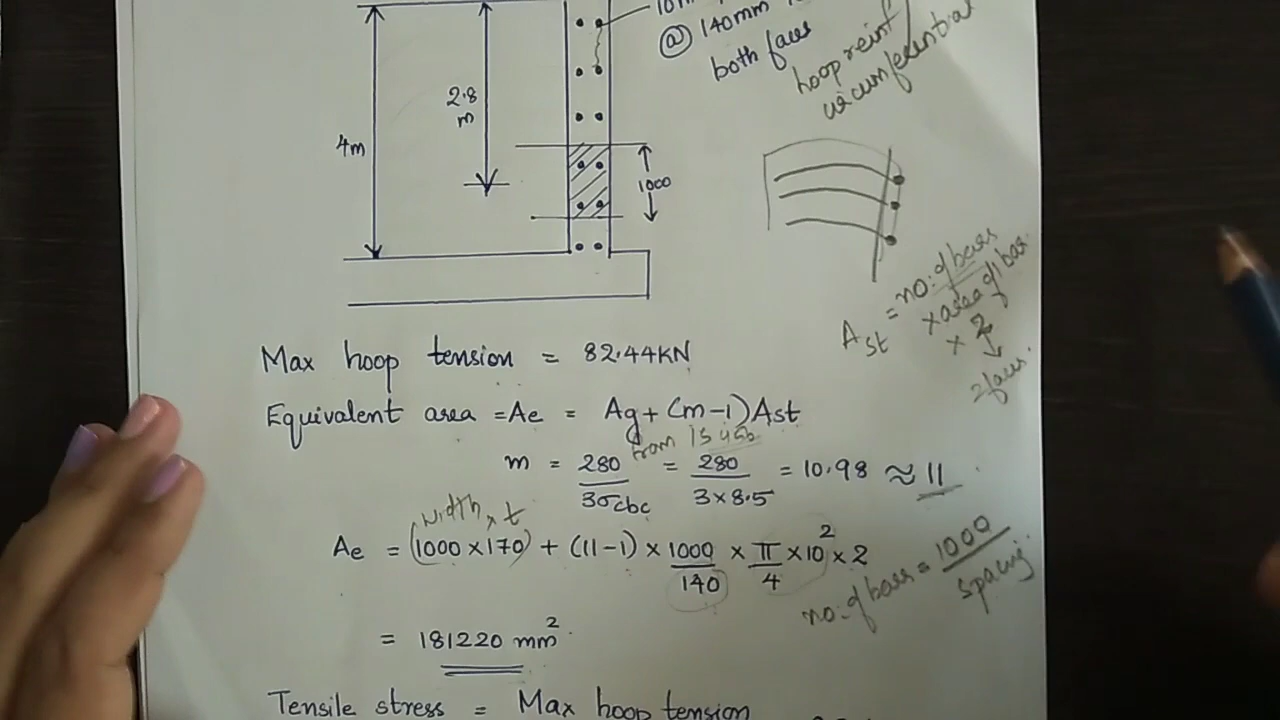 @ 140mm
both faces
hoop reinf
circumferential
2.8
m
4m
1000
Ast = no: of bars
x area of 1 bar
x 2
2 faces.
Max hoop tension = 82.44KN
Equivalent area = Ae = Ag + (m-1) Ast
from IS 456
m = 280/3σcbc = 280/3x8.5 = 10.98 ≈ 11
width x t
Ae = (1000 x 170) + (11-1) x 1000/140 x π/4 x 10² x 2
no: of bars = 1000/spacing
= 181220 mm²
Tensile stress = Max hoop tension